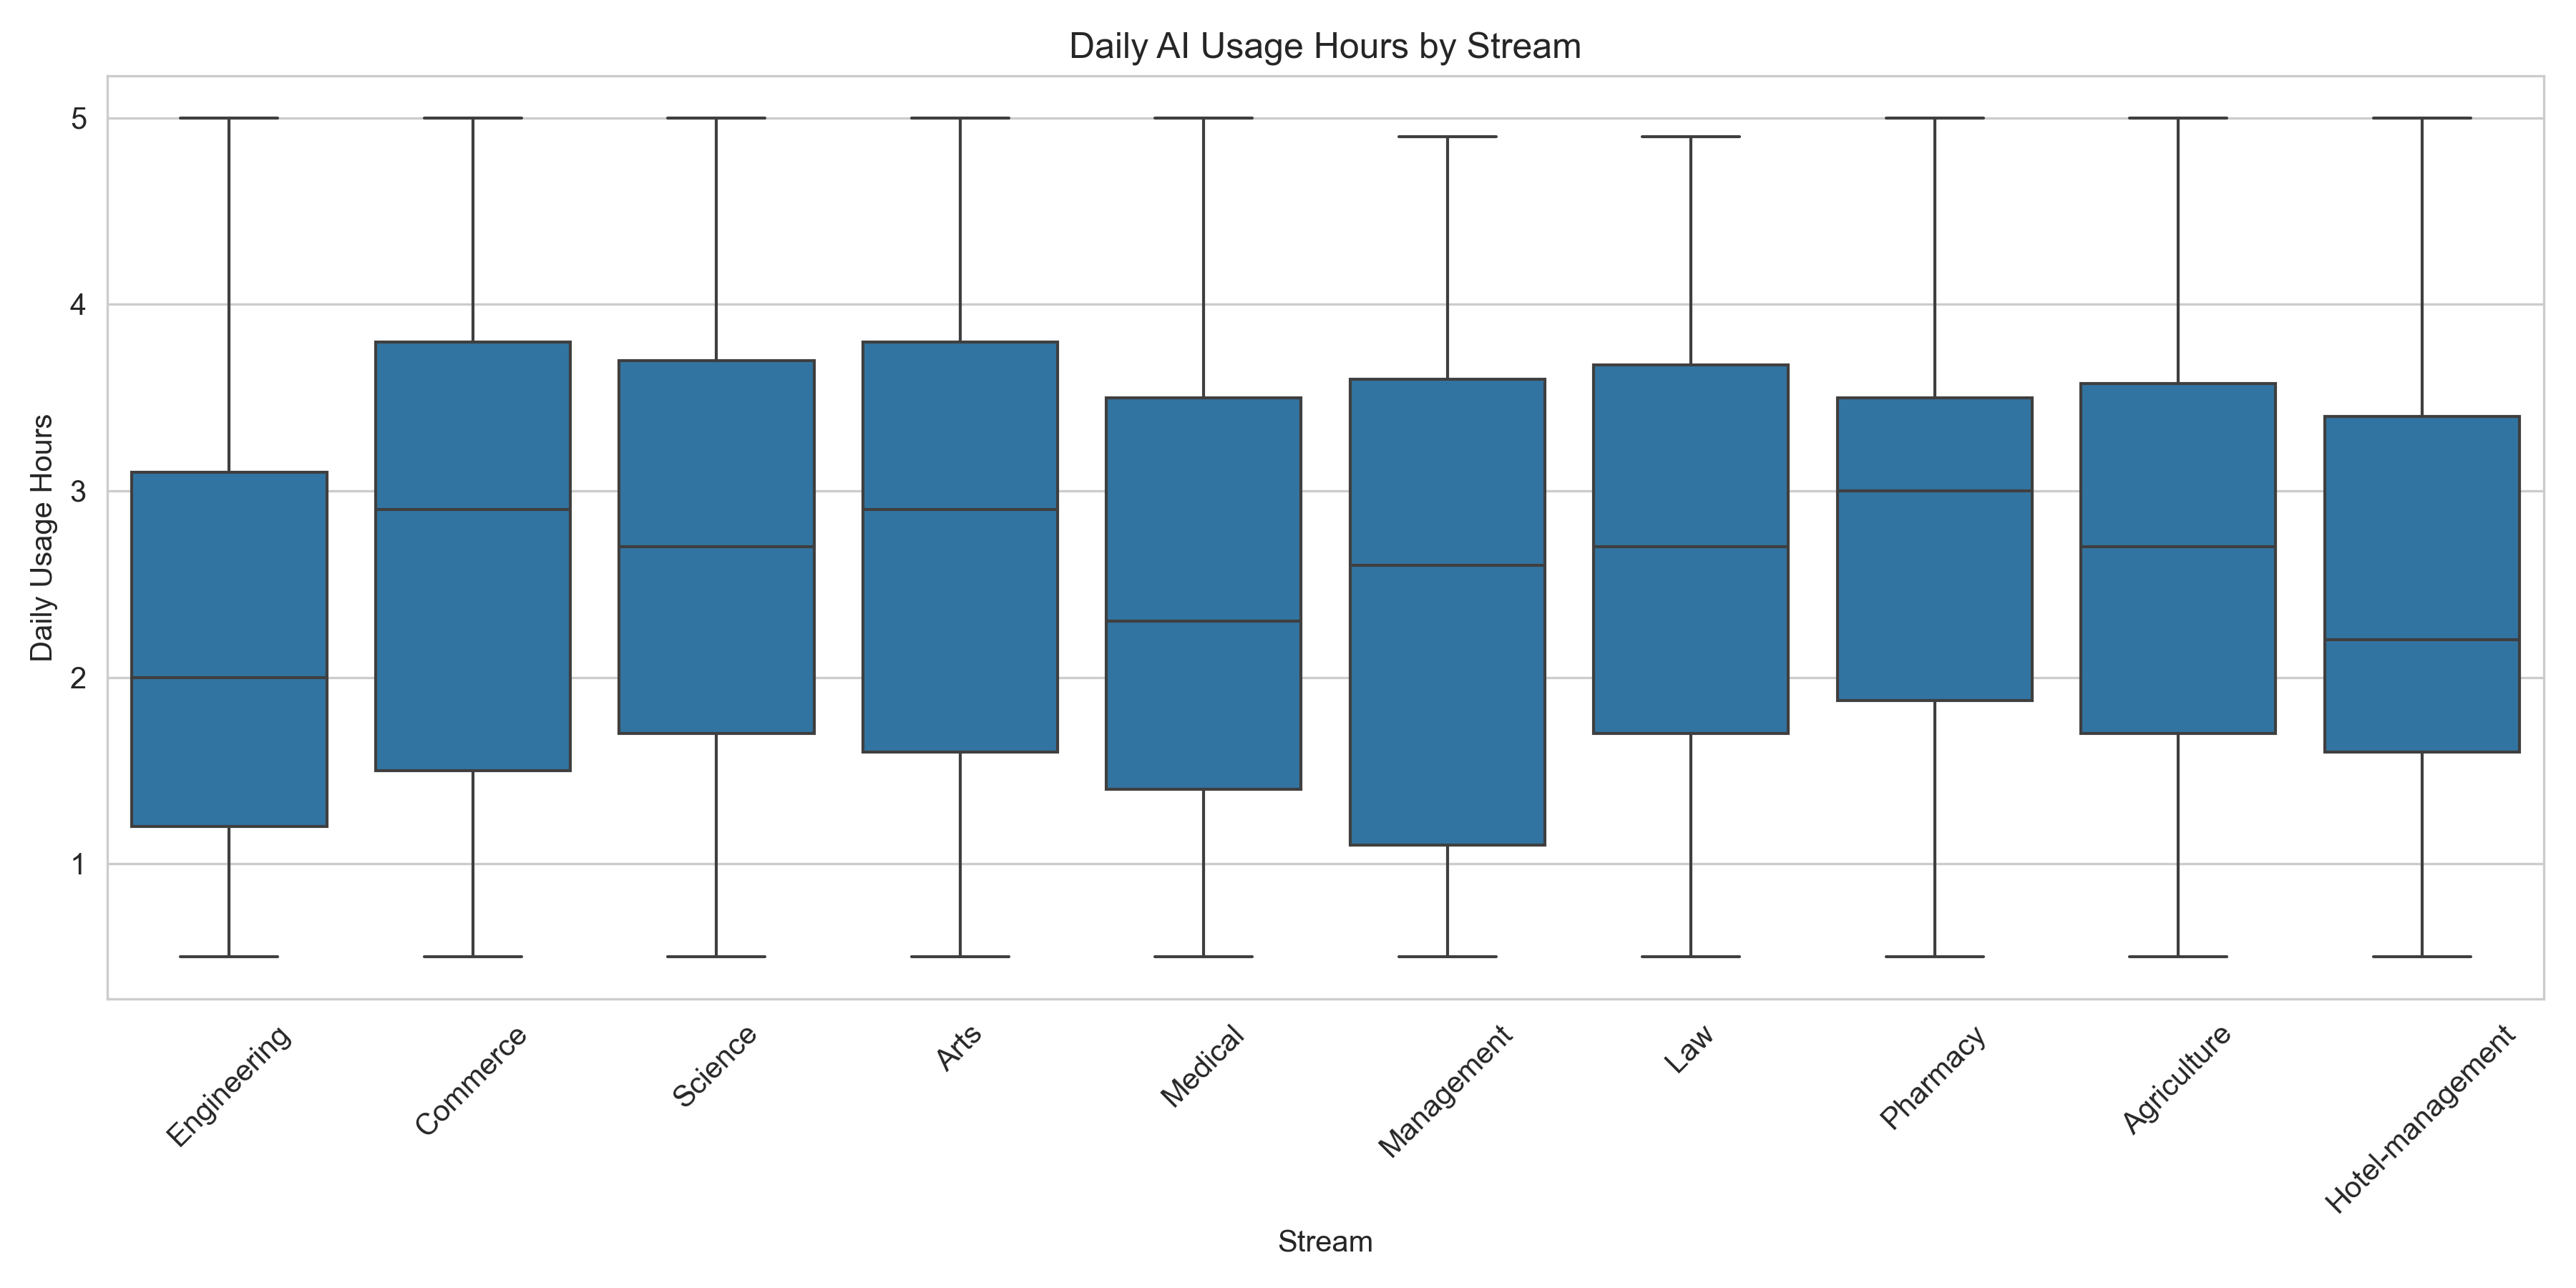 Daily AI Usage Hours by Stream
Daily Usage Hours
5
4
3
2
1
Engineering
Commerce
Science
Arts
Medical
Management
Law
Pharmacy
Agriculture
Hotel-management
Stream